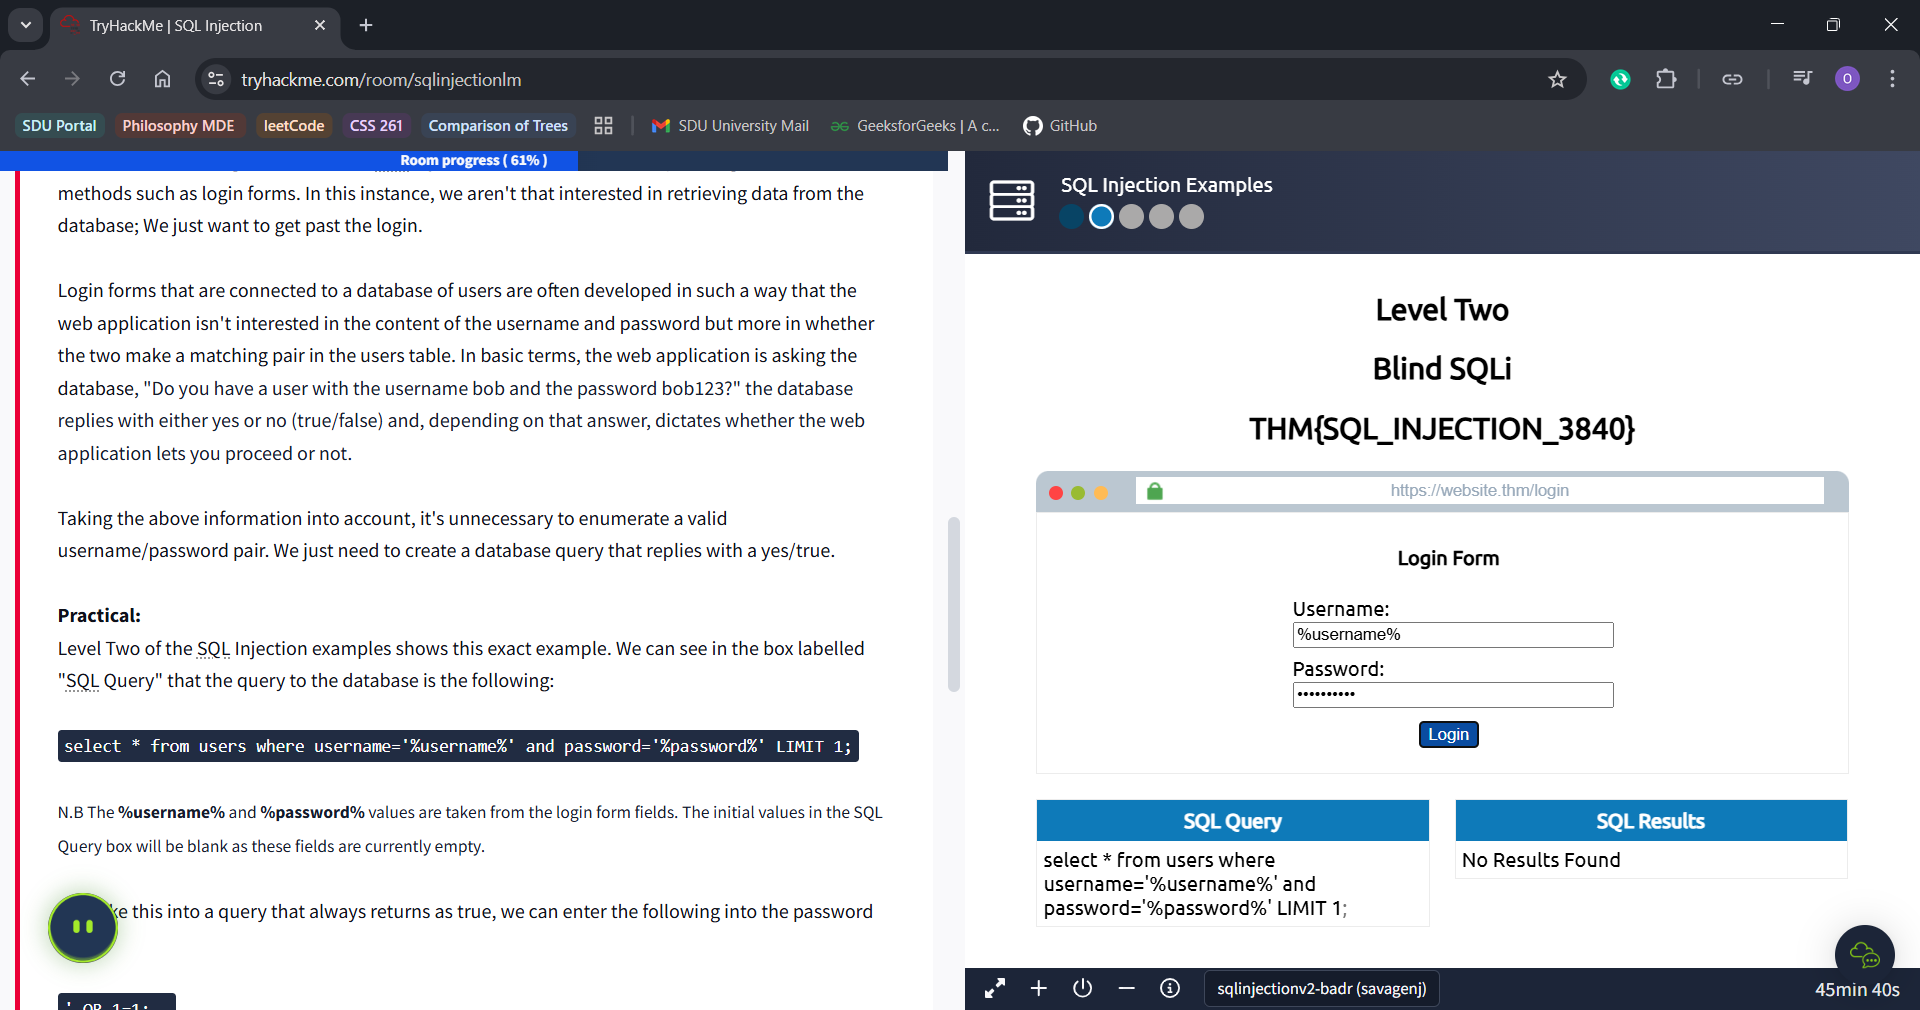 TryHackMe | SQL Injection
tryhackme.com/room/sqlinjectionlm
O
SDU Portal
Philosophy MDE
leetCode
CSS 261
Comparison of Trees
SDU University Mail
GeeksforGeeks | A c...
GitHub
Room progress ( 61% )
methods such as login forms. In this instance, we aren't that interested in retrieving data from the
database; We just want to get past the login.
Login forms that are connected to a database of users are often developed in such a way that the
web application isn't interested in the content of the username and password but more in whether
the two make a matching pair in the users table. In basic terms, the web application is asking the
database, "Do you have a user with the username bob and the password bob123?" the database
replies with either yes or no (true/false) and, depending on that answer, dictates whether the web
application lets you proceed or not.
Taking the above information into account, it's unnecessary to enumerate a valid
username/password pair. We just need to create a database query that replies with a yes/true.
Practical:
Level Two of the SQL Injection examples shows this exact example. We can see in the box labelled
"SQL Query" that the query to the database is the following:
select * from users where username='%username%' and password='%password%' LIMIT 1;
N.B The %username% and %password% values are taken from the login form fields. The initial values in the SQL
Query box will be blank as these fields are currently empty.
this into a query that always returns as true, we can enter the following into the password
' OR 1=1;
SQL Injection Examples
Level Two
Blind SQLi
THM{SQL_INJECTION_3840}
https://website.thm/login
Login Form
Username:
%username%
Password:
••••••••••
Login
SQL Query
select * from users where
username='%username%' and
password='%password%' LIMIT 1;
SQL Results
No Results Found
sqlinjectionv2-badr (savagenj)
45min 40s